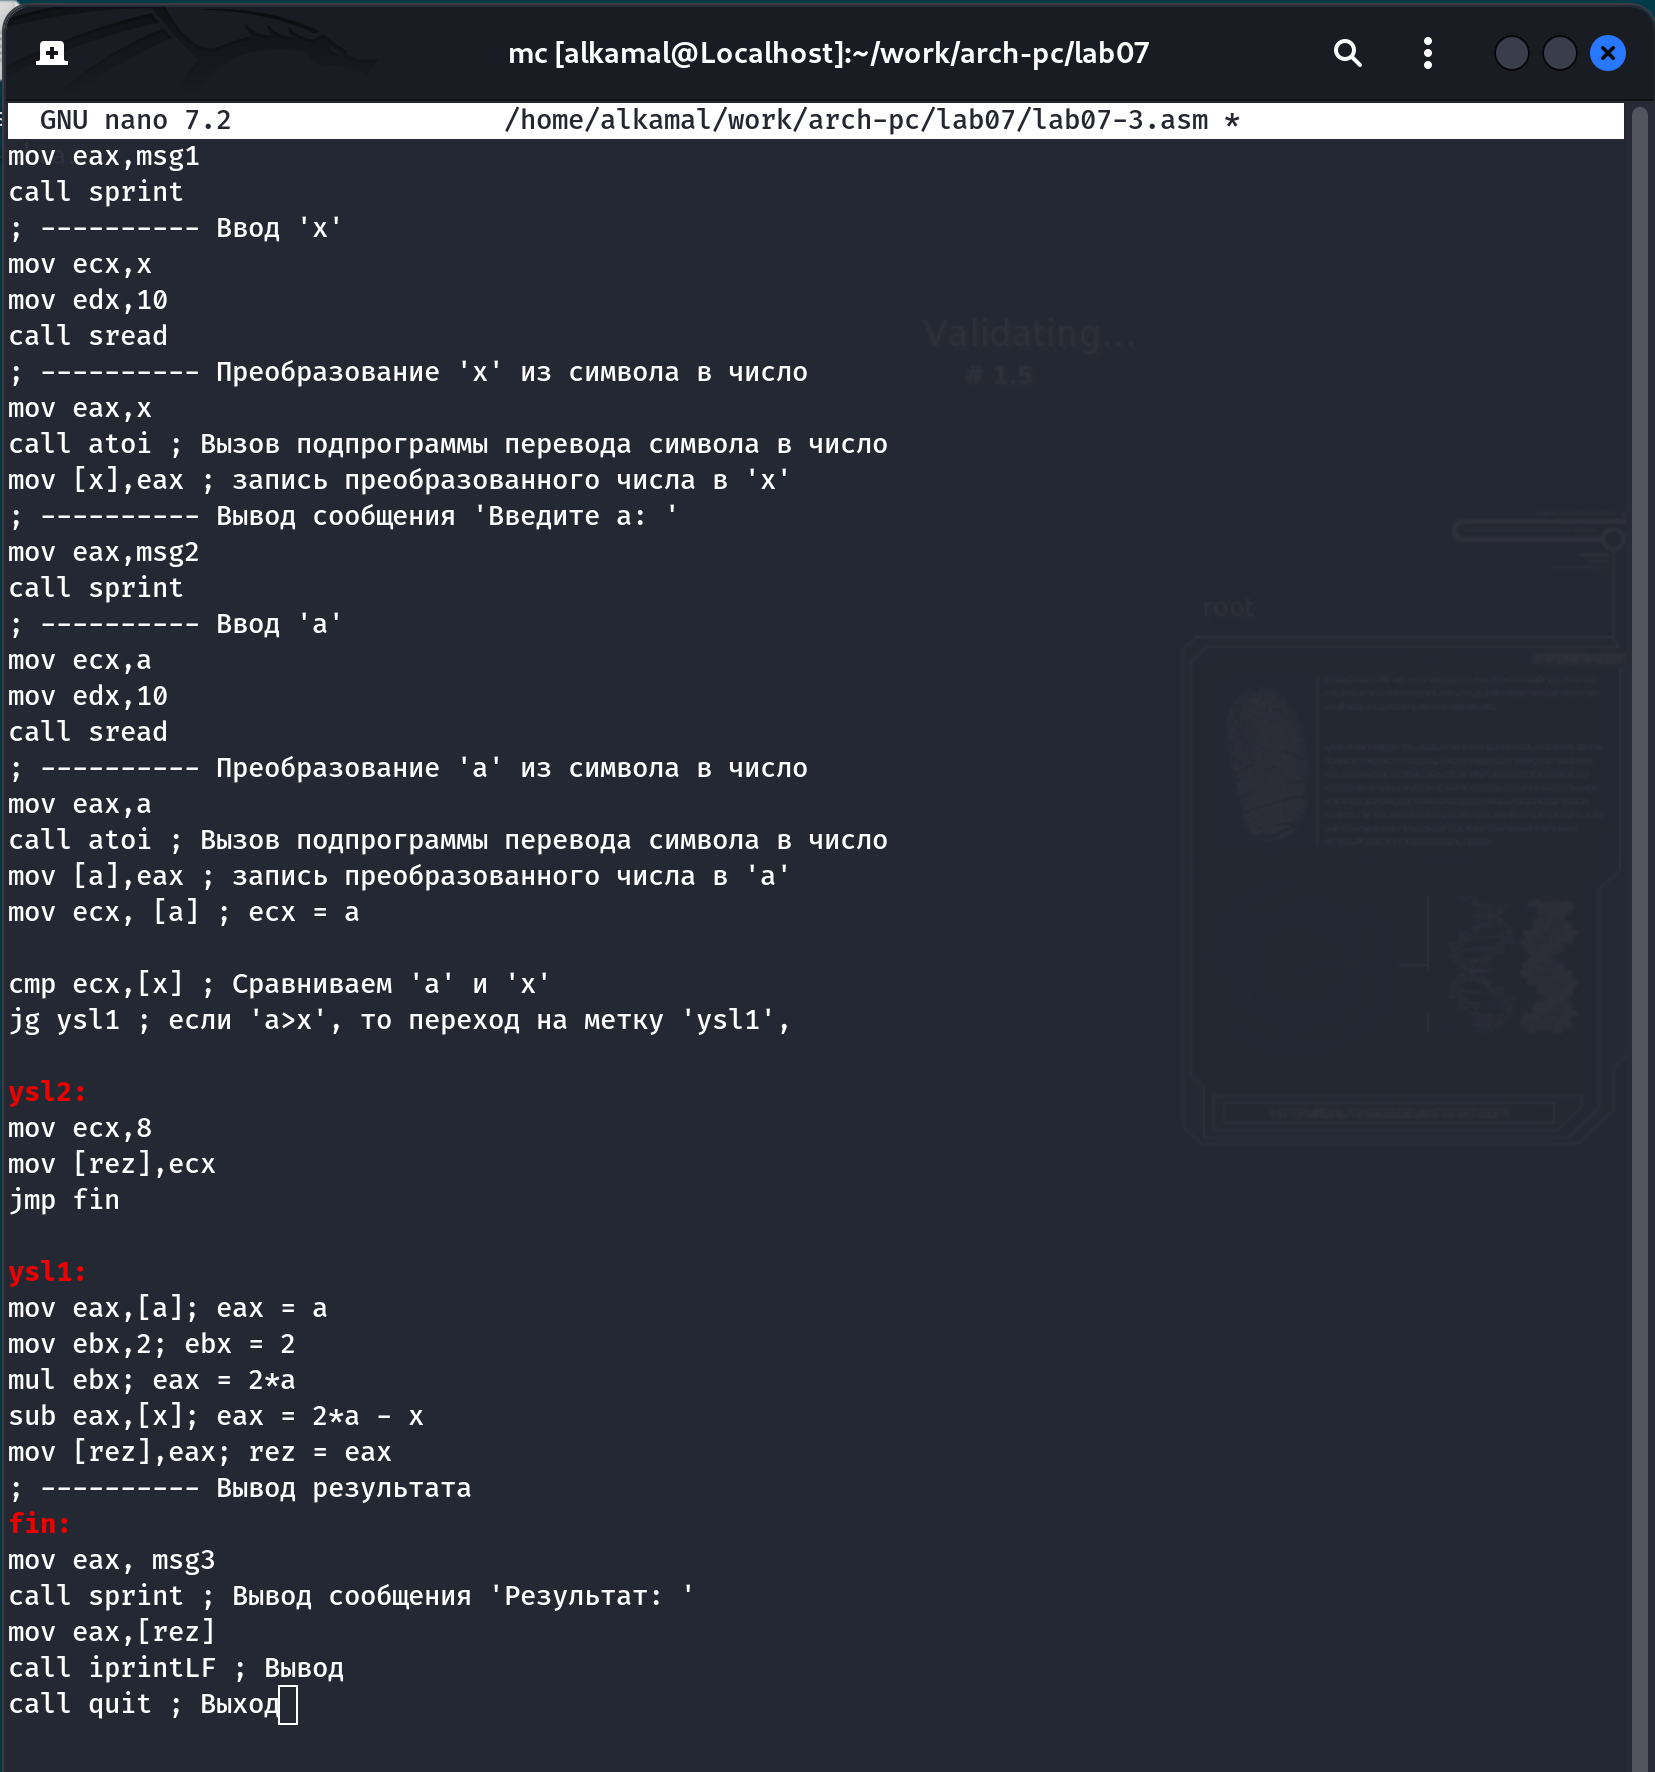 mc [alkamal@Localhost]:~/work/arch-pc/lab07
GNU nano 7.2 /home/alkamal/work/arch-pc/lab07/lab07-3.asm *
mov eax,msg1
call sprint
; ---------- Ввод 'x'
mov ecx,x
mov edx,10
call sread
Validating...
; ---------- Преобразование 'x' из символа в число
# 1.5
mov eax,x
call atoi ; Вызов подпрограммы перевода символа в число
mov [x],eax ; запись преобразованного числа в 'x'
; ---------- Вывод сообщения 'Введите a: '
mov eax,msg2
call sprint
root
; ---------- Ввод 'a'
mov ecx,a
mov edx,10
call sread
; ---------- Преобразование 'a' из символа в число
mov eax,a
call atoi ; Вызов подпрограммы перевода символа в число
mov [a],eax ; запись преобразованного числа в 'a'
mov ecx, [a] ; ecx = a
cmp ecx,[x] ; Сравниваем 'a' и 'x'
jg ysl1 ; если 'a>x', то переход на метку 'ysl1',
ysl2:
mov ecx,8
mov [rez],ecx
jmp fin
ysl1:
mov eax,[a]; eax = a
mov ebx,2; ebx = 2
mul ebx; eax = 2*a
sub eax,[x]; eax = 2*a - x
mov [rez],eax; rez = eax
; ---------- Вывод результата
fin:
mov eax, msg3
call sprint ; Вывод сообщения 'Результат: '
mov eax,[rez]
call iprintLF ; Вывод
call quit ; Выход